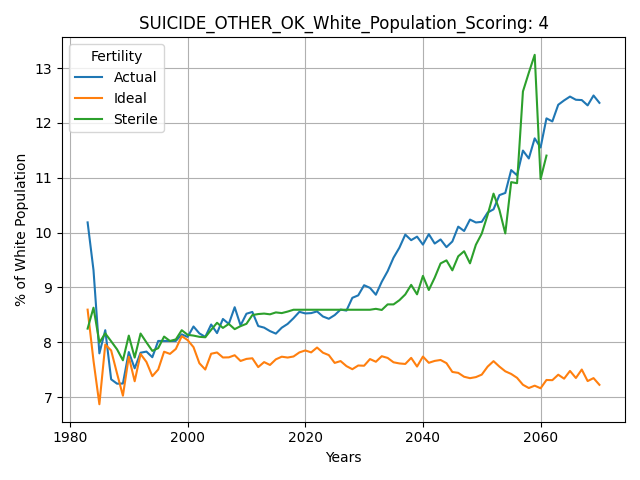 SUICIDE_OTHER_OK_White_Population_Scoring: 4
Fertility
Actual
Ideal
Sterile
% of White Population
13
12
11
10
9
8
7
1980
2000
2020
2040
2060
Years